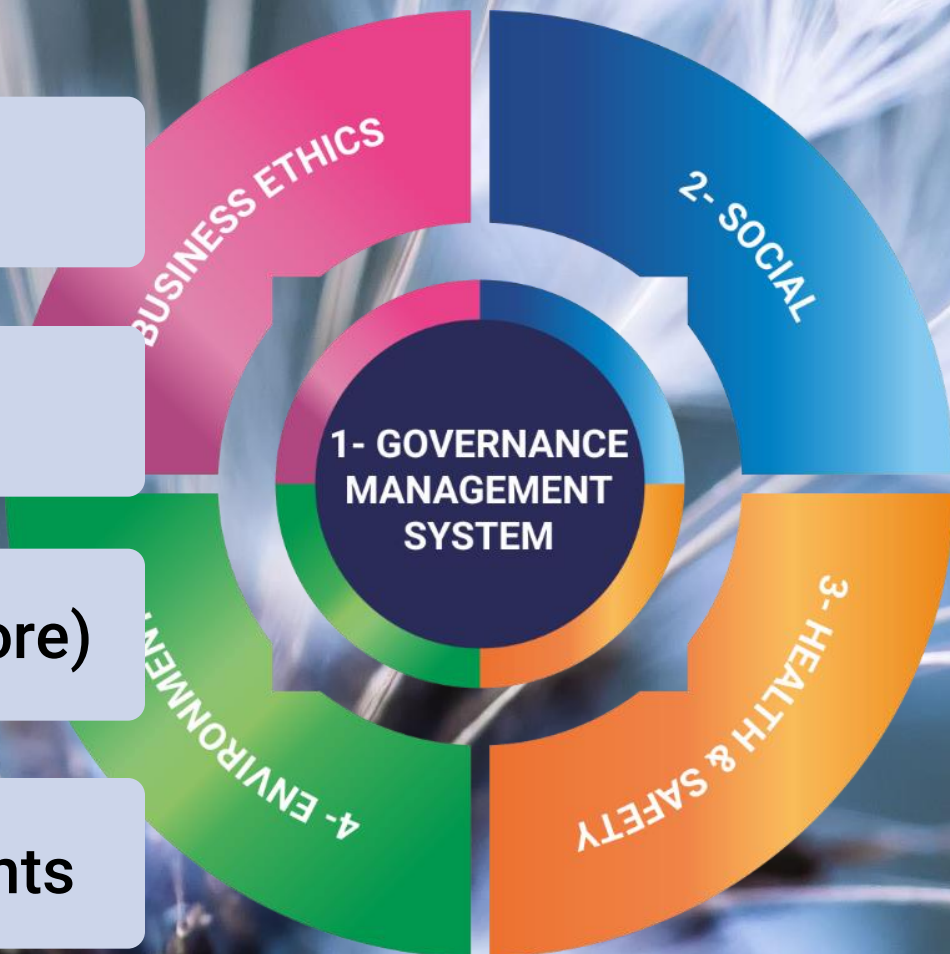 BUSINESS ETHICS
2- SOCIAL
1- GOVERNANCE
MANAGEMENT
SYSTEM
3- HEALTH & SAFETY
4- ENVIRONMENT
ore)
nts